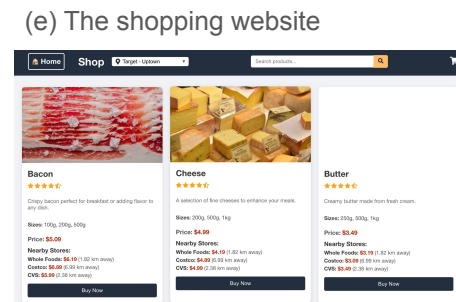 (e) The shopping website
Home
Shop
Target - Uptown
Search products...
Bacon
Crispy bacon perfect for breakfast or adding flavor to
any dish.
Sizes: 100g, 200g, 500g
Price: $5.09
Nearby Stores:
Whole Foods: $6.19 (1.82 km away)
Costco: $6.89 (6.99 km away)
CVS: $5.99 (2.38 km away)
Buy Now
Cheese
A selection of fine cheeses to enhance your meals.
Sizes: 200g, 500g, 1kg
Price: $4.99
Nearby Stores:
Whole Foods: $4.19 (1.82 km away)
Costco: $4.89 (6.99 km away)
CVS: $4.99 (2.38 km away)
Buy Now
Butter
Creamy butter made from fresh cream.
Sizes: 250g, 500g, 1kg
Price: $3.49
Nearby Stores:
Whole Foods: $3.19 (1.82 km away)
Costco: $3.09 (6.99 km away)
CVS: $3.49 (2.38 km away)
Buy Now